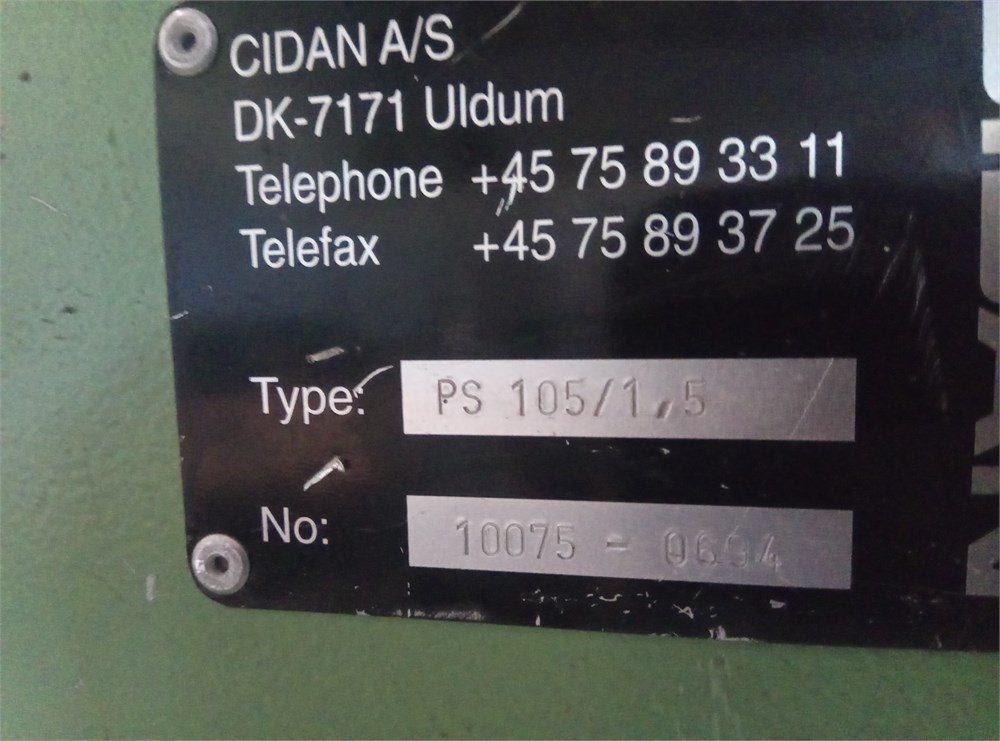 CIDAN A/S
DK-7171 Uldum
Telephone +45 75 89 33 11
Telefax +45 75 89 37 25
Type: PS 105/1,5
No: 10075 - 0694